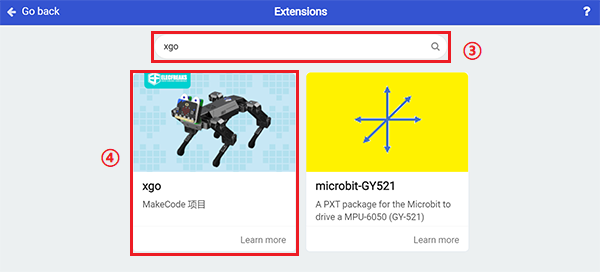 Go back
Extensions
?
xgo
③
ELECFREAKS
④
xgo
MakeCode 项目
Learn more
microbit-GY521
A PXT package for the Microbit to
drive a MPU-6050 (GY-521)
Learn more